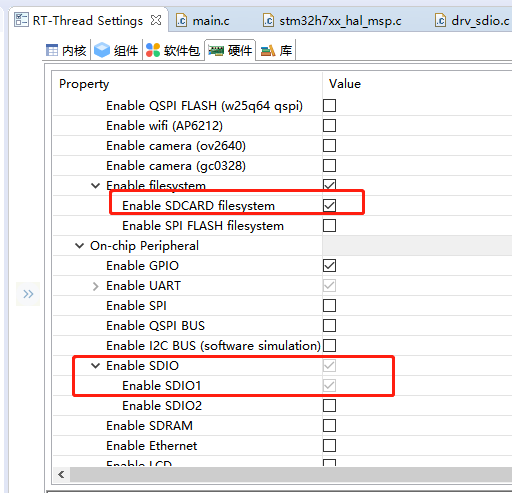 RT-Thread Settings
main.c
stm32h7xx_hal_msp.c
drv_sdio.c
内核 组件 软件包 硬件 库
Property Value
Enable QSPI FLASH (w25q64 qspi)
Enable wifi (AP6212)
Enable camera (ov2640)
Enable camera (gc0328)
Enable filesystem
Enable SDCARD filesystem
Enable SPI FLASH filesystem
On-chip Peripheral
Enable GPIO
Enable UART
Enable SPI
Enable QSPI BUS
Enable I2C BUS (software simulation)
Enable SDIO
Enable SDIO1
Enable SDIO2
Enable SDRAM
Enable Ethernet
Enable LCD